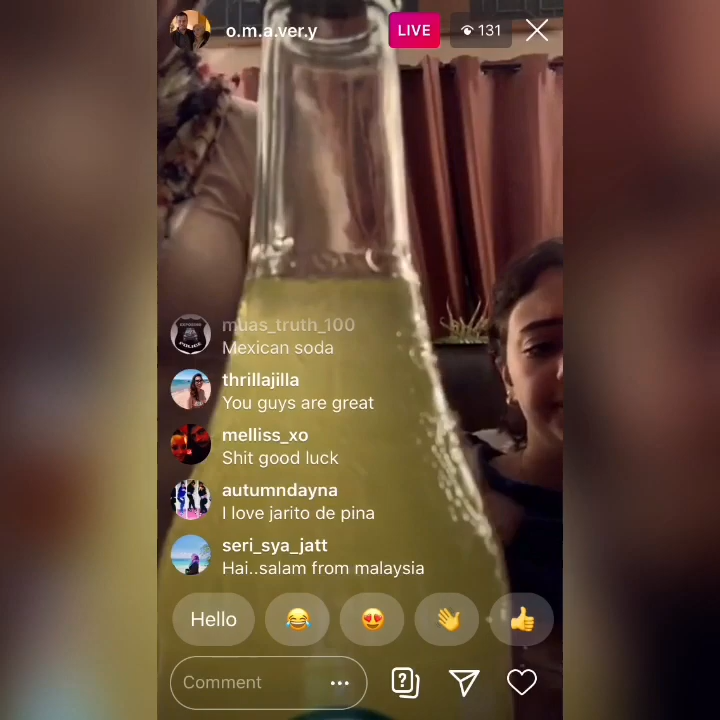 o.m.a.ver.y
LIVE
131
muas_truth_100
Mexican soda
thrillajilla
You guys are great
melliss_xo
Shit good luck
autumndayna
I love jarito de pina
seri_sya_jatt
Hai..salam from malaysia
Hello
Comment